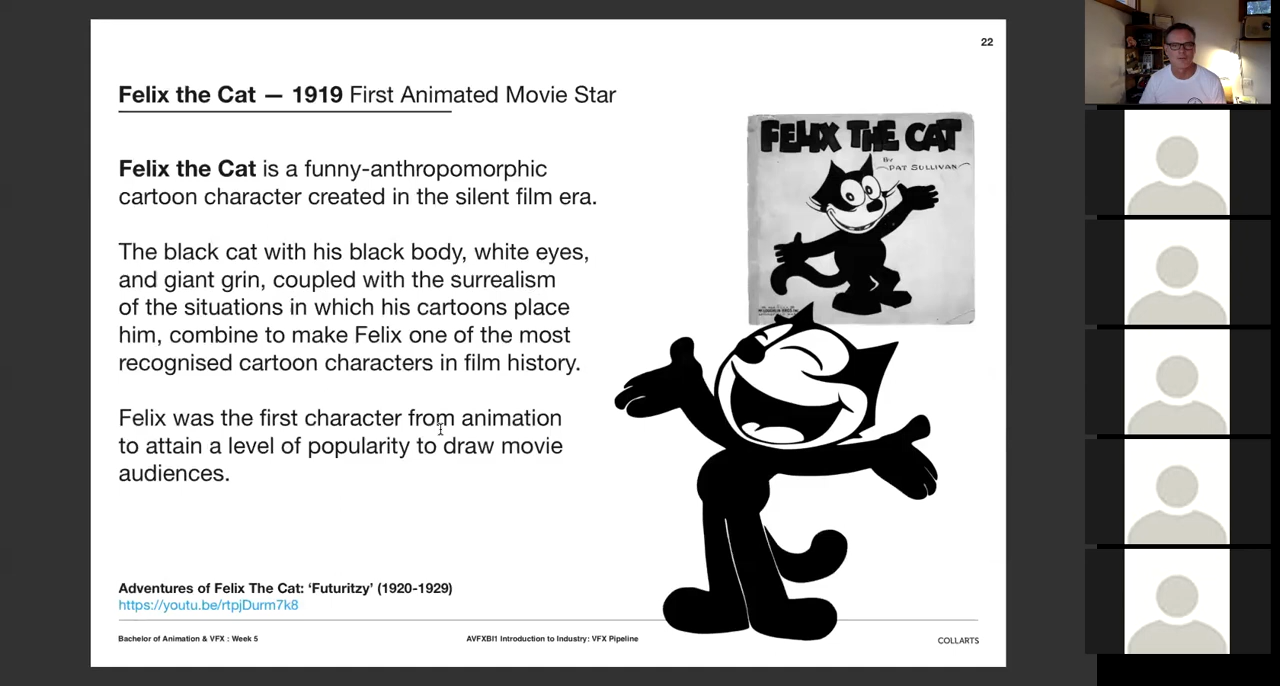 22
Felix the Cat — 1919 First Animated Movie Star
Felix the Cat is a funny-anthropomorphic
cartoon character created in the silent film era.
The black cat with his black body, white eyes,
and giant grin, coupled with the surrealism
of the situations in which his cartoons place
him, combine to make Felix one of the most
recognised cartoon characters in film history.
Felix was the first character from animation
to attain a level of popularity to draw movie
audiences.
FELIX THE CAT
By
PAT SULLIVAN
Adventures of Felix The Cat: ‘Futuritzy’ (1920-1929)
https://youtu.be/rtpjDurm7k8
Bachelor of Animation & VFX : Week 5
AVFXBI1 Introduction to Industry: VFX Pipeline
COLLARTS